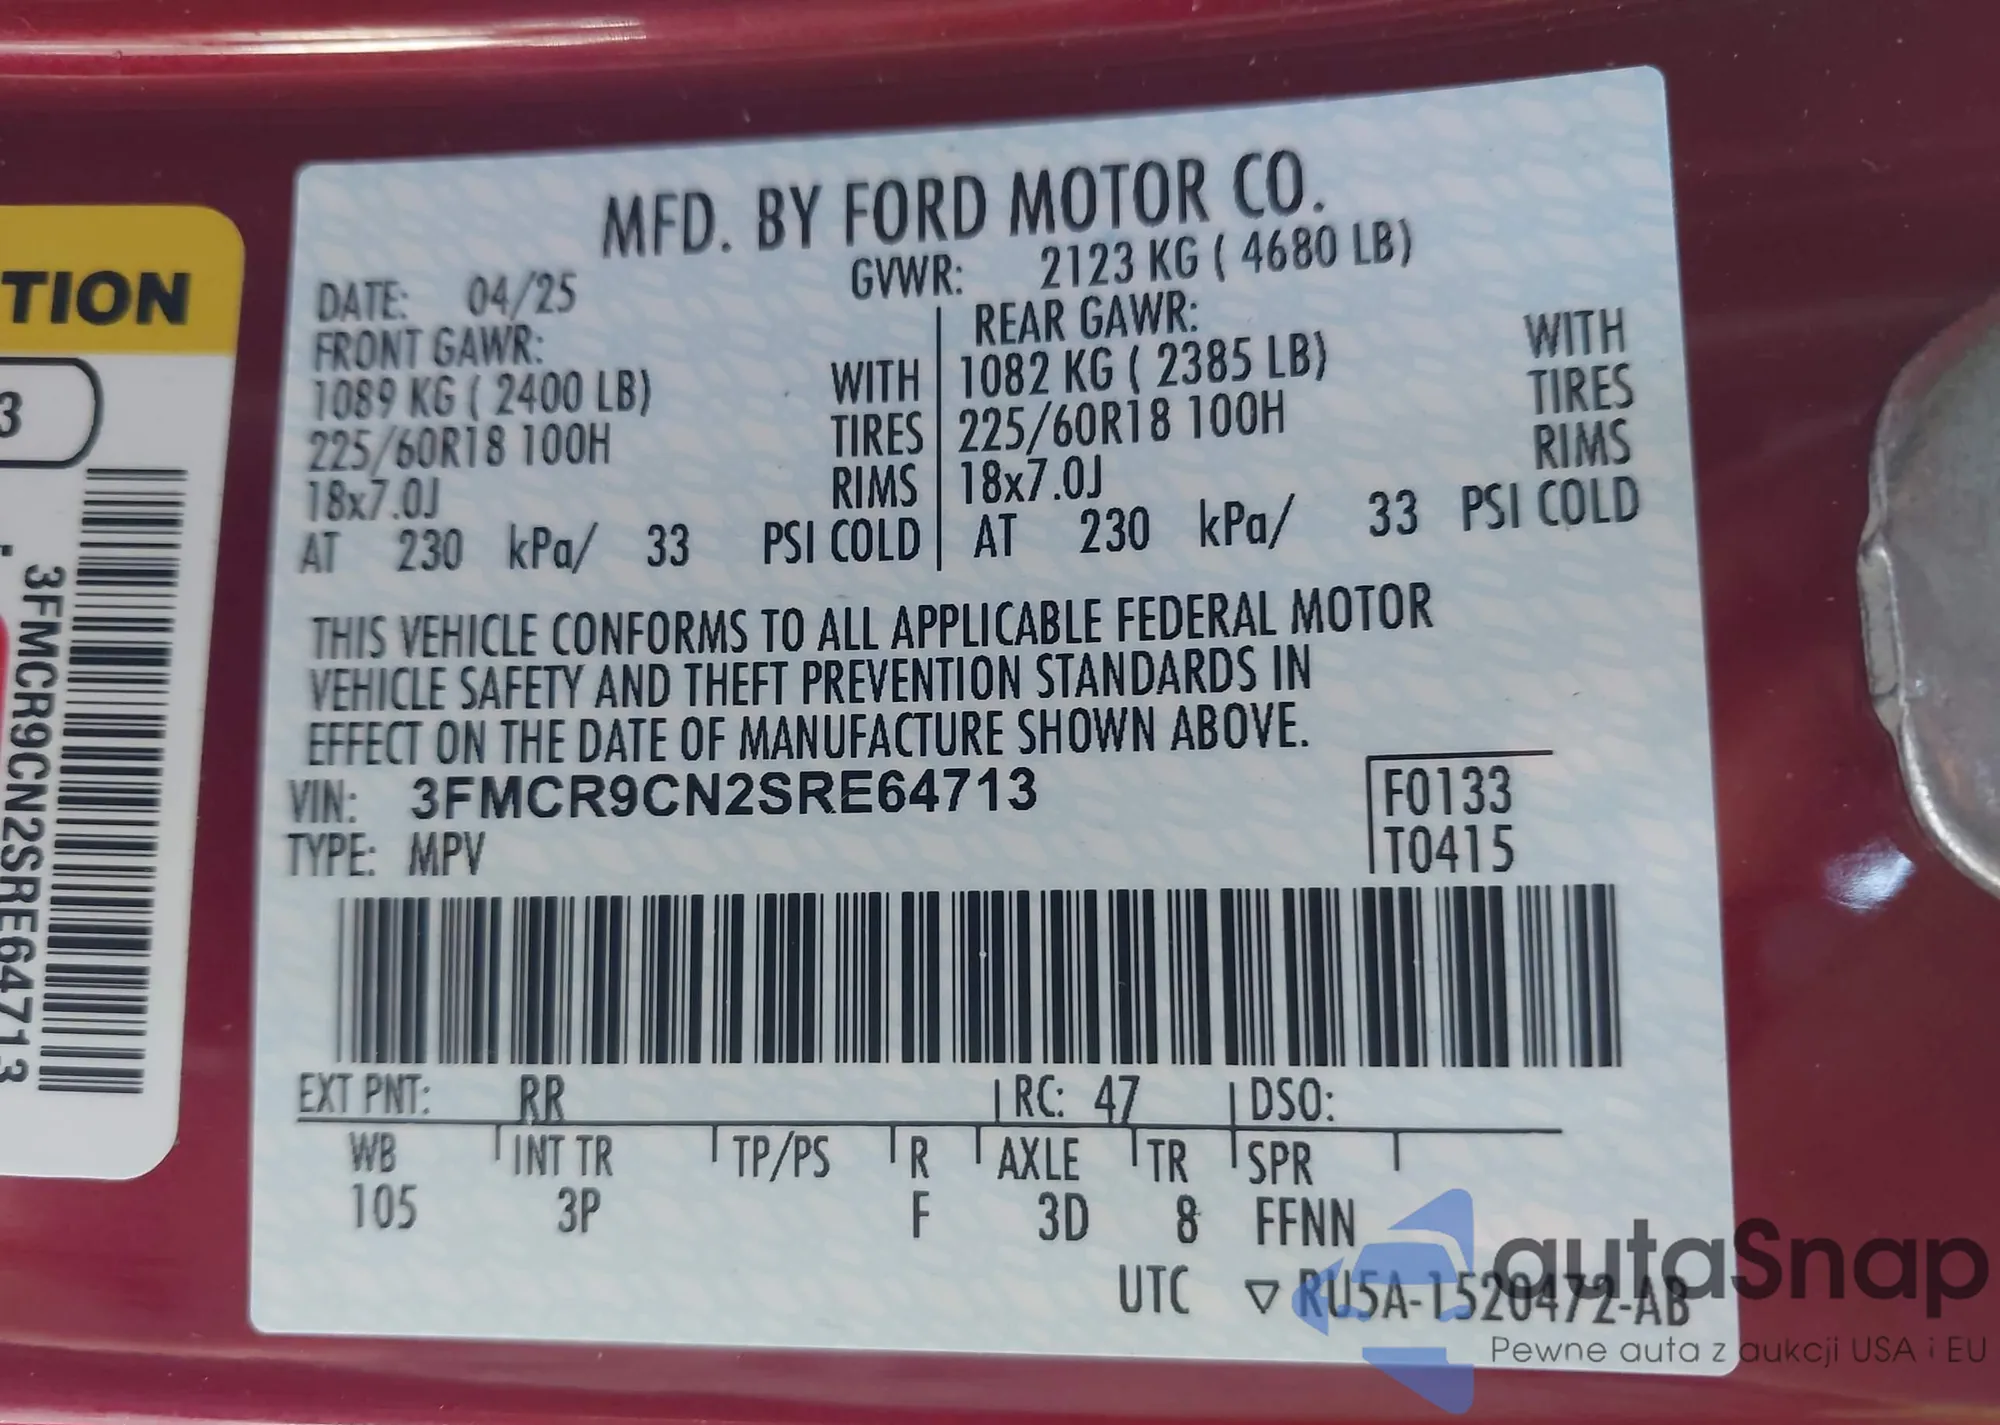 TION
3
3FMCR9CN2SRE64713
MFD. BY FORD MOTOR CO.
DATE: 04/25 GVWR: 2123 KG ( 4680 LB)
FRONT GAWR: REAR GAWR:
1089 KG ( 2400 LB) WITH 1082 KG ( 2385 LB) WITH
225/60R18 100H TIRES 225/60R18 100H TIRES
18x7.0J RIMS 18x7.0J RIMS
AT 230 kPa/ 33 PSI COLD AT 230 kPa/ 33 PSI COLD
THIS VEHICLE CONFORMS TO ALL APPLICABLE FEDERAL MOTOR
VEHICLE SAFETY AND THEFT PREVENTION STANDARDS IN
EFFECT ON THE DATE OF MANUFACTURE SHOWN ABOVE.
VIN: 3FMCR9CN2SRE64713 F0133
TYPE: MPV T0415
EXT PNT: RR RC: 47 DSO:
WB INT TR TP/PS R AXLE TR SPR
105 3P F 3D 8 FFNN
UTC ▽ RU5A-1520472-AB
autaSnap
Pewne auta z aukcji USA i EU